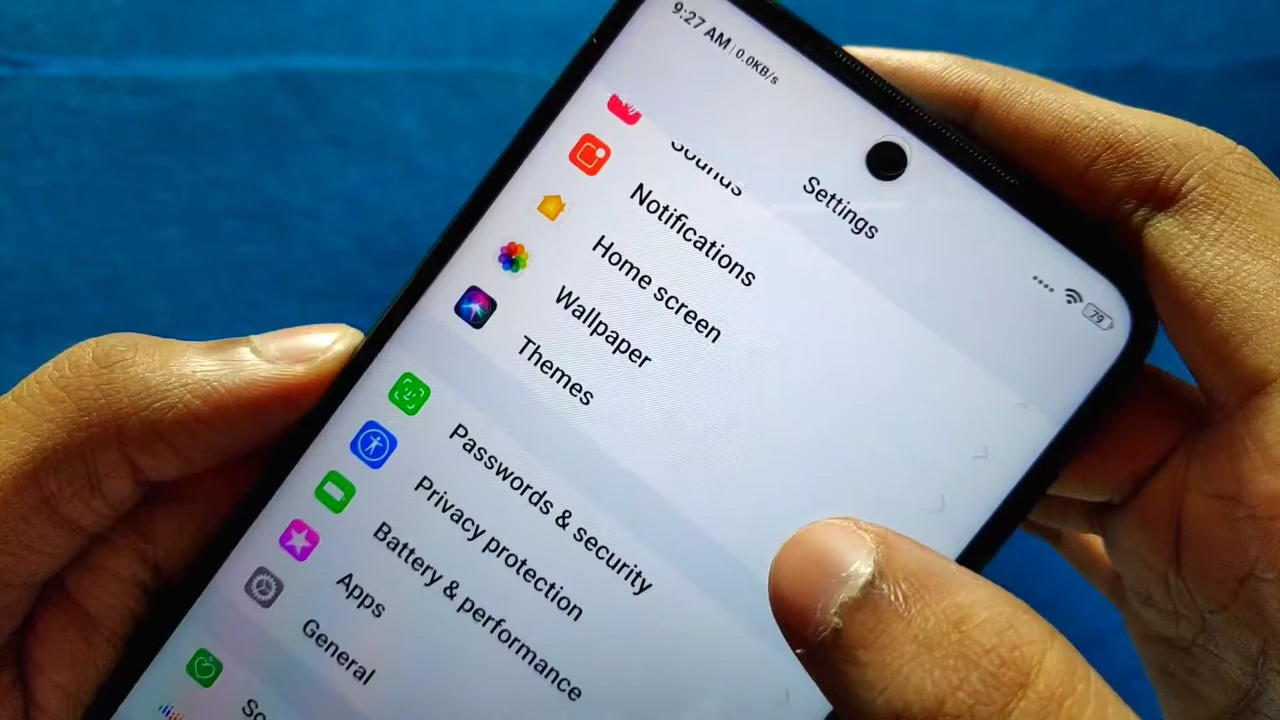 9:27 AM | 0.0KB/s
79
Settings
Sounds
Notifications
Home screen
Wallpaper
Themes
Passwords & security
Privacy protection
Battery & performance
Apps
General